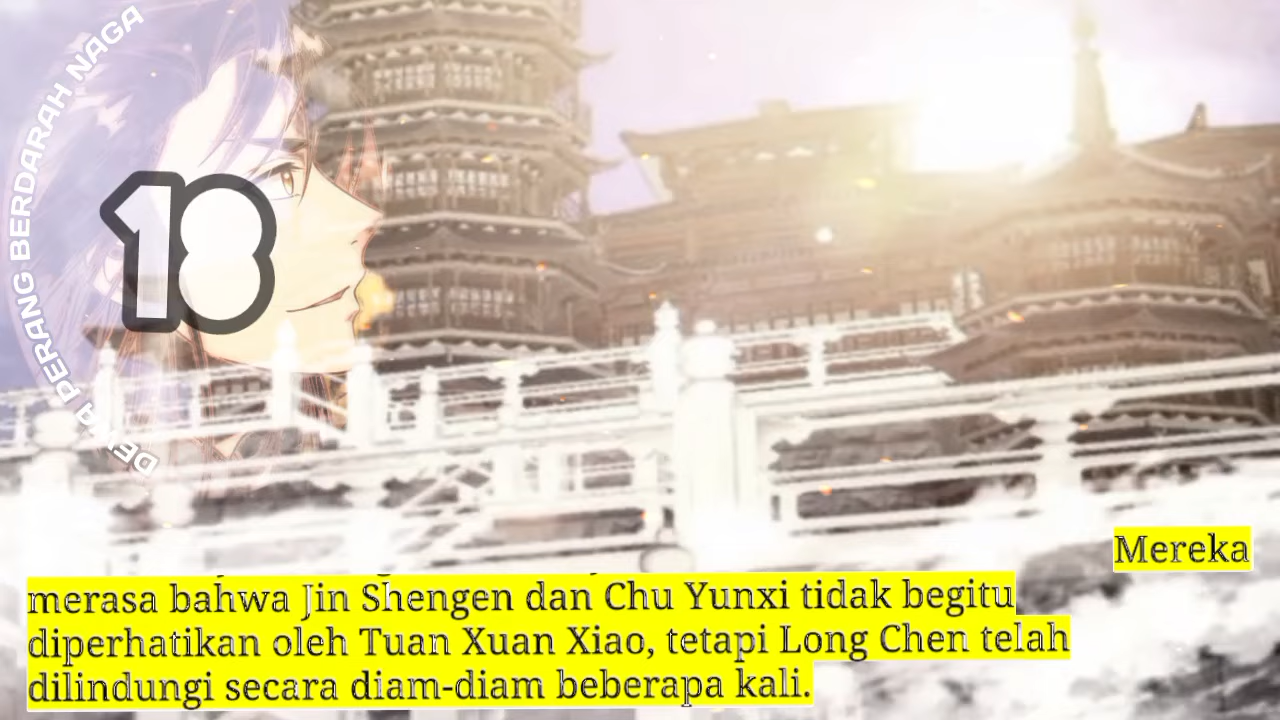 DEWA PERANG BERDARAH NAGA
18
Mereka
merasa bahwa Jin Shengen dan Chu Yunxi tidak begitu
diperhatikan oleh Tuan Xuan Xiao, tetapi Long Chen telah
dilindungi secara diam-diam beberapa kali.